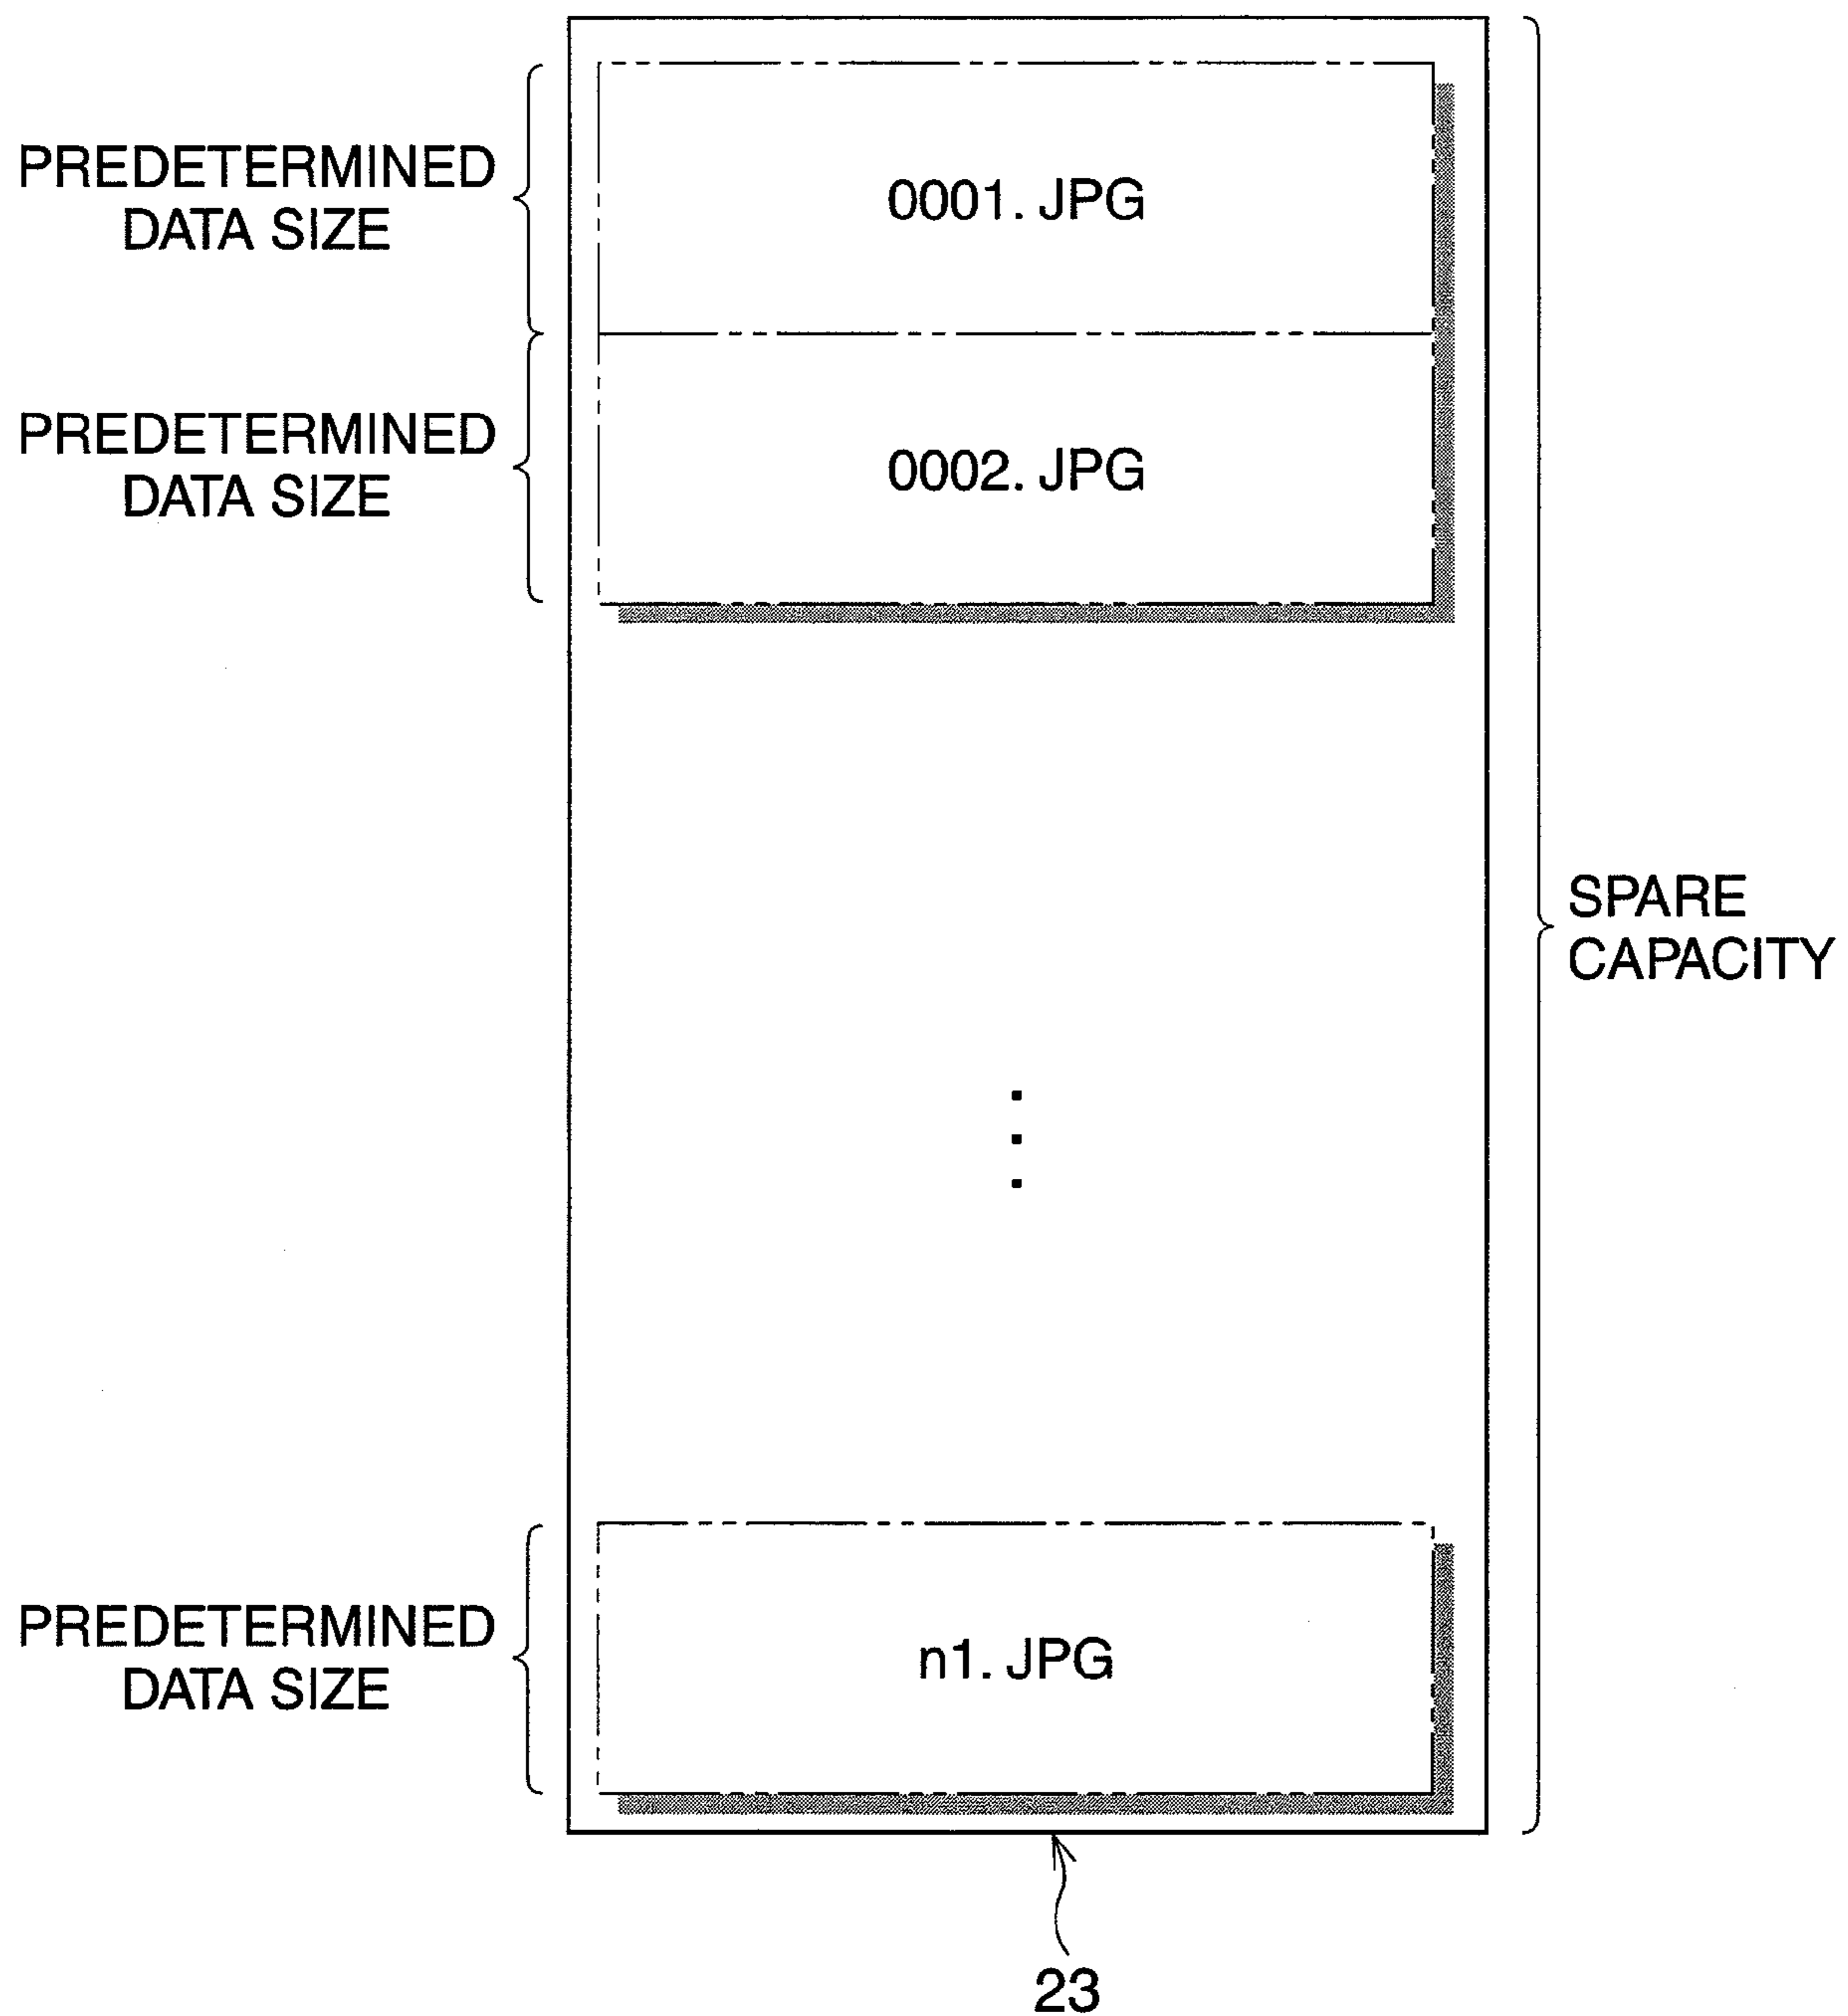 PREDETERMINED
DATA SIZE
0001. JPG
PREDETERMINED
DATA SIZE
0002. JPG
SPARE
CAPACITY
PREDETERMINED
DATA SIZE
n1. JPG
23